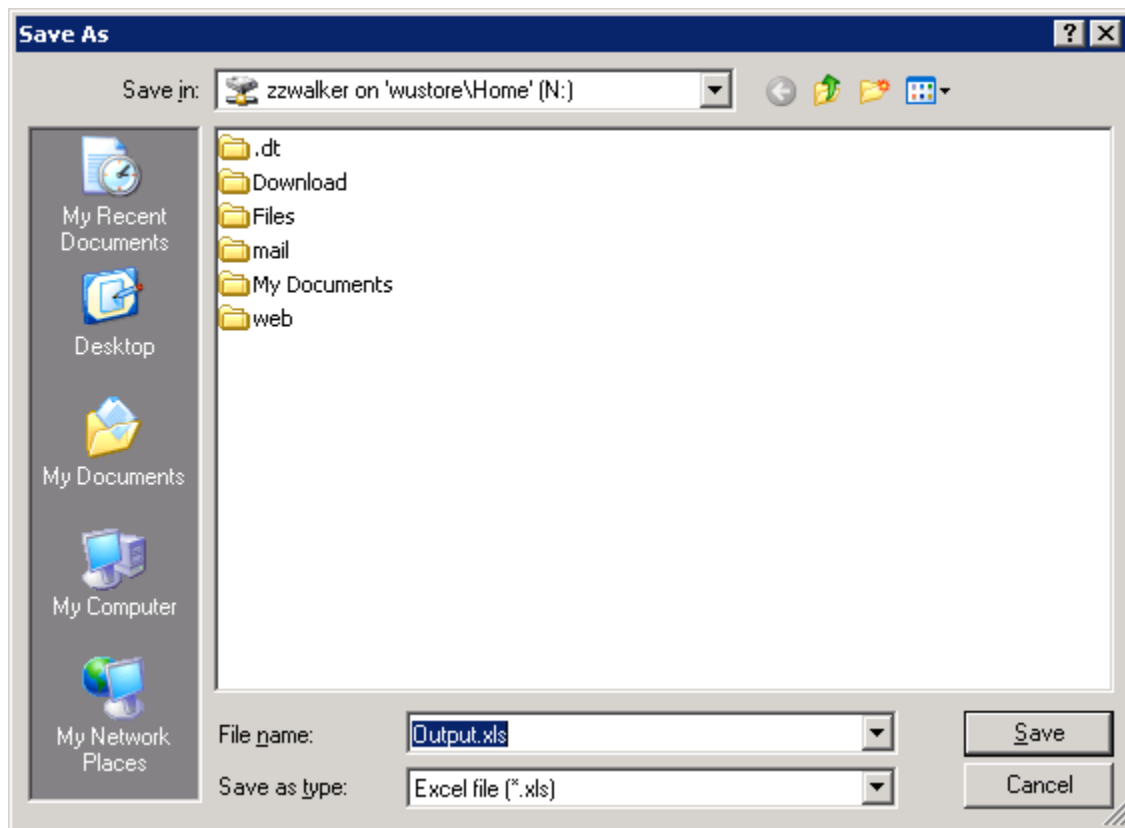 Save As
Save in:
zzwalker on 'wustore\Home' (N:)
My Recent
Documents
Desktop
My Documents
My Computer
My Network
Places
.dt
Download
Files
mail
My Documents
web
File name:
Output.xls
Save
Save as type:
Excel file (*.xls)
Cancel